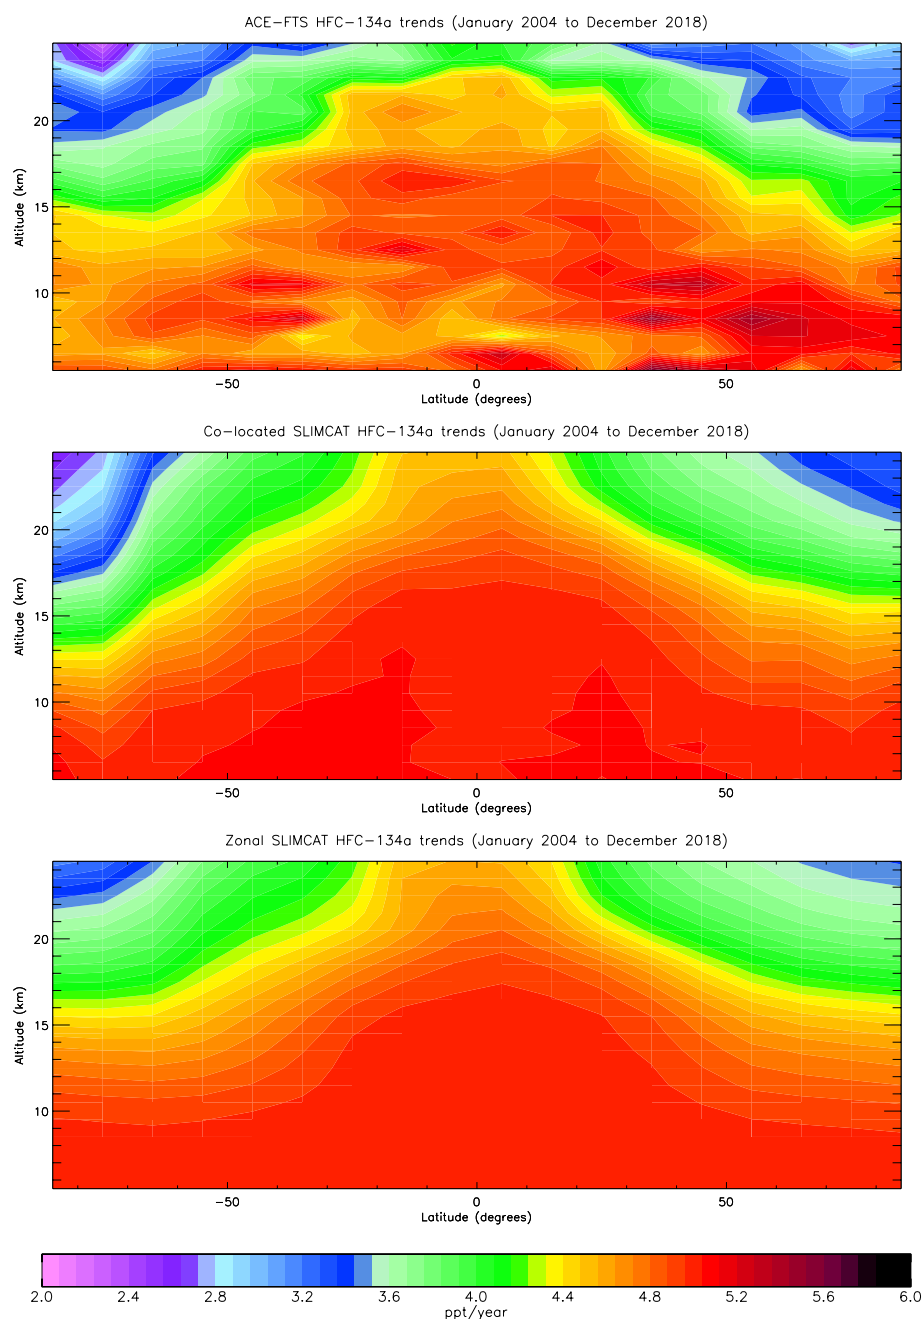 ACE-FTS HFC-134a trends (January 2004 to December 2018)
20
15
10
Altitude (km)
-50 0 50
Latitude (degrees)
Co-located SLIMCAT HFC-134a trends (January 2004 to December 2018)
20
15
10
Altitude (km)
-50 0 50
Latitude (degrees)
Zonal SLIMCAT HFC-134a trends (January 2004 to December 2018)
20
15
10
Altitude (km)
-50 0 50
Latitude (degrees)
2.0 2.4 2.8 3.2 3.6 4.0 4.4 4.8 5.2 5.6 6.0
ppt/year